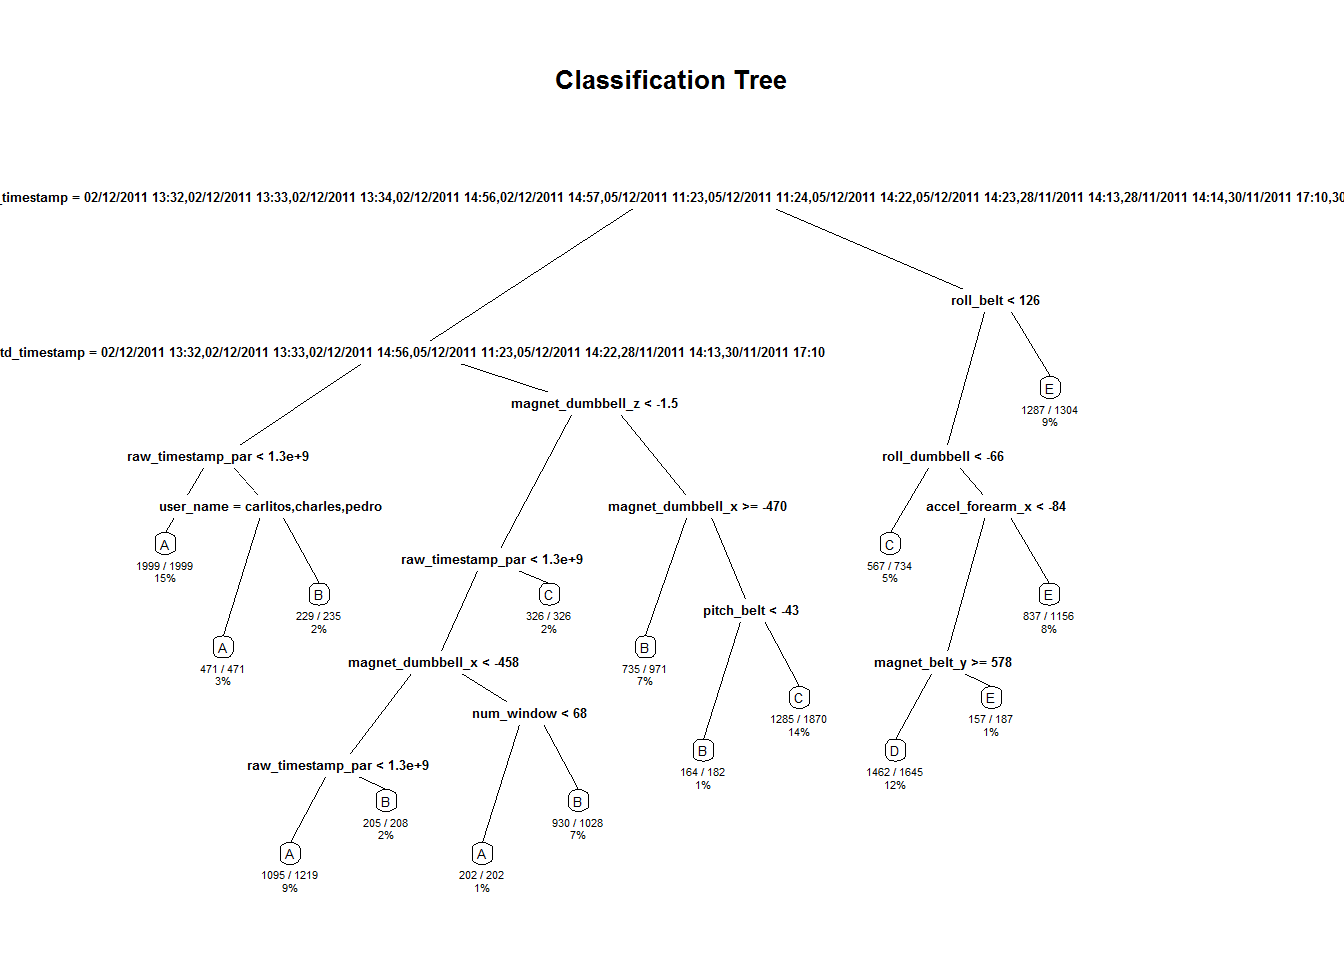 Classification Tree
_timestamp = 02/12/2011 13:32,02/12/2011 13:33,02/12/2011 13:34,02/12/2011 14:56,02/12/2011 14:57,05/12/2011 11:23,05/12/2011 11:24,05/12/2011 14:22,05/12/2011 14:23,28/11/2011 14:13,28/11/2011 14:14,30/11/2011 17:10,30
roll_belt < 126
td_timestamp = 02/12/2011 13:32,02/12/2011 13:33,02/12/2011 14:56,05/12/2011 11:23,05/12/2011 14:22,28/11/2011 14:13,30/11/2011 17:10
E
1287 / 1304
9%
magnet_dumbbell_z < -1.5
raw_timestamp_par < 1.3e+9
roll_dumbbell < -66
user_name = carlitos,charles,pedro
magnet_dumbbell_x >= -470
accel_forearm_x < -84
A
1999 / 1999
15%
C
567 / 734
5%
raw_timestamp_par < 1.3e+9
B
229 / 235
2%
C
326 / 326
2%
E
837 / 1156
8%
pitch_belt < -43
A
471 / 471
3%
B
735 / 971
7%
magnet_dumbbell_x < -458
magnet_belt_y >= 578
C
1285 / 1870
14%
E
157 / 187
1%
num_window < 68
B
164 / 182
1%
D
1462 / 1645
12%
raw_timestamp_par < 1.3e+9
B
205 / 208
2%
B
930 / 1028
7%
A
1095 / 1219
9%
A
202 / 202
1%